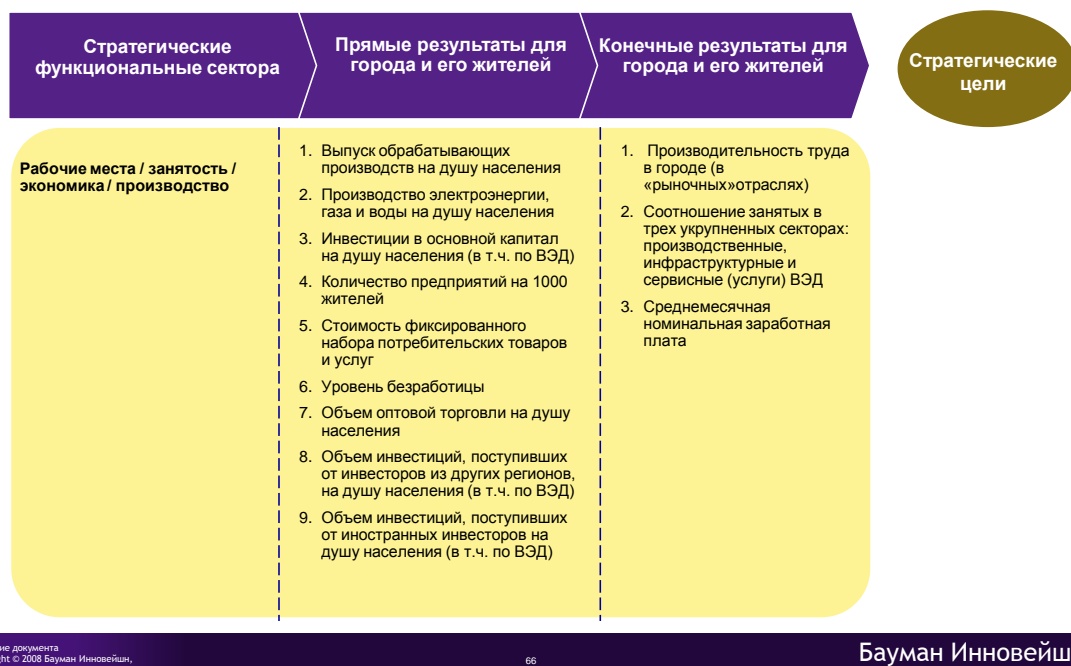 Стратегические
функциональные сектора
Прямые результаты для
города и его жителей
Конечные результаты для
города и его жителей
Стратегические
цели
Рабочие места / занятость /
экономика / производство
1. Выпуск обрабатывающих
производств на душу населения
2. Производство электроэнергии,
газа и воды на душу населения
3. Инвестиции в основной капитал
на душу населения (в т.ч. по ВЭД)
4. Количество предприятий на 1000
жителей
5. Стоимость фиксированного
набора потребительских товаров
и услуг
6. Уровень безработицы
7. Объем оптовой торговли на душу
населения
8. Объем инвестиций, поступивших
от инвесторов из других регионов,
на душу населения (в т.ч. по ВЭД)
9. Объем инвестиций, поступивших
от иностранных инвесторов на
душу населения (в т.ч. по ВЭД)
1. Производительность труда
в городе (в
«рыночных»отраслях)
2. Соотношение занятых в
трех укрупненных секторах:
производственные,
инфраструктурные и
сервисные (услуги) ВЭД
3. Среднемесячная
номинальная заработная
плата
ие документа
ght © 2008 Бауман Инновейшн,
66
Бауман Инновейш